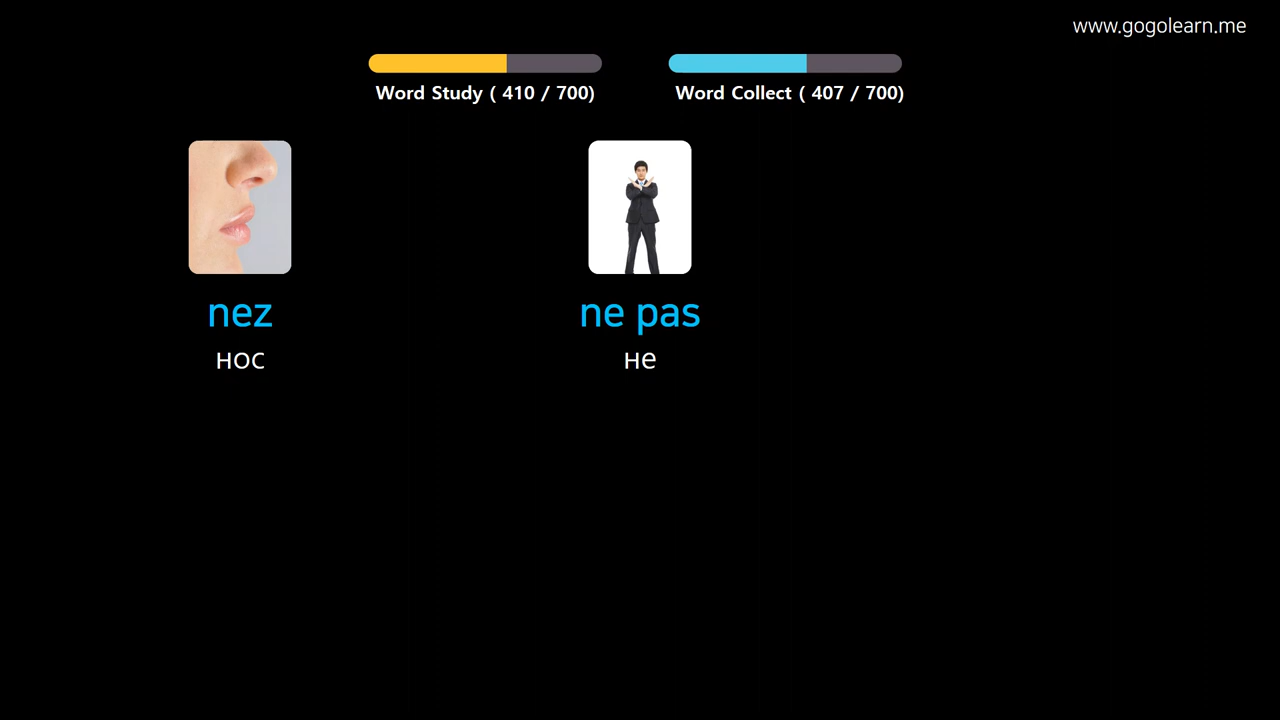 www.gogolearn.me
Word Study ( 410 / 700)
Word Collect ( 407 / 700)
nez
ne pas
нос
не